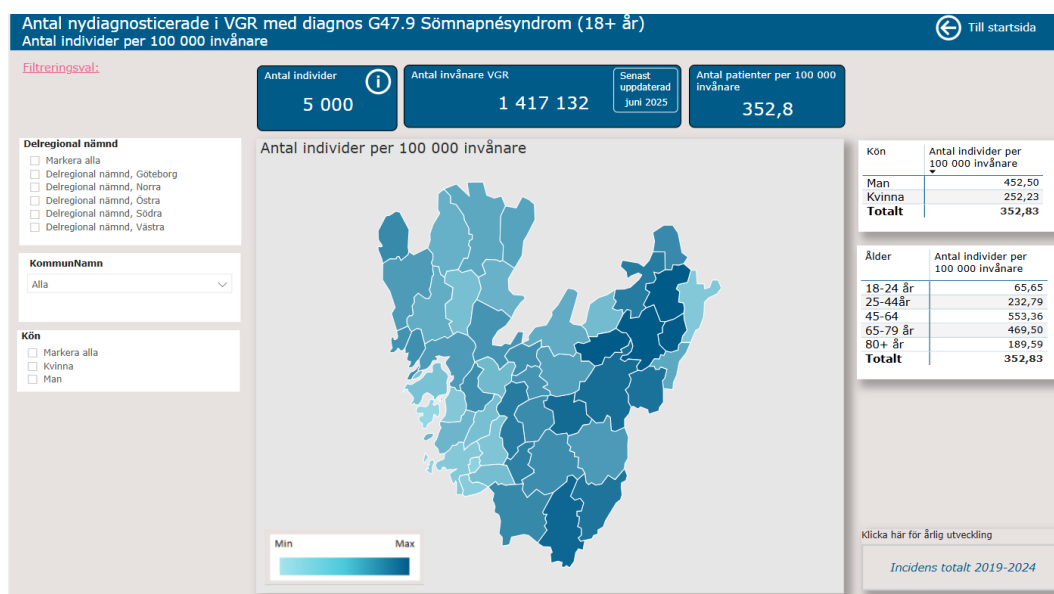 Antal nydiagnosticerade i VGR med diagnos G47.9 Sömnapnésyndrom (18+ år)
Antal individer per 100 000 invånare
Till startsida
Filtreringsval:
Antal individer
5 000
Antal invånare VGR
1 417 132
Senast
uppdaterad
juni 2025
Antal patienter per 100 000
invånare
352,8
Delregional nämnd
Markera alla
Delregional nämnd, Göteborg
Delregional nämnd, Norra
Delregional nämnd, Östra
Delregional nämnd, Södra
Delregional nämnd, Västra
KommunNamn
Alla
Kön
Markera alla
Kvinna
Man
Antal individer per 100 000 invånare
Min Max
Kön Antal individer per
100 000 invånare
Man 452,50
Kvinna 252,23
Totalt 352,83
Ålder Antal individer per
100 000 invånare
18-24 år 65,65
25-44år 232,79
45-64 553,36
65-79 år 469,50
80+ år 189,59
Totalt 352,83
Klicka här för årlig utveckling
Incidens totalt 2019-2024